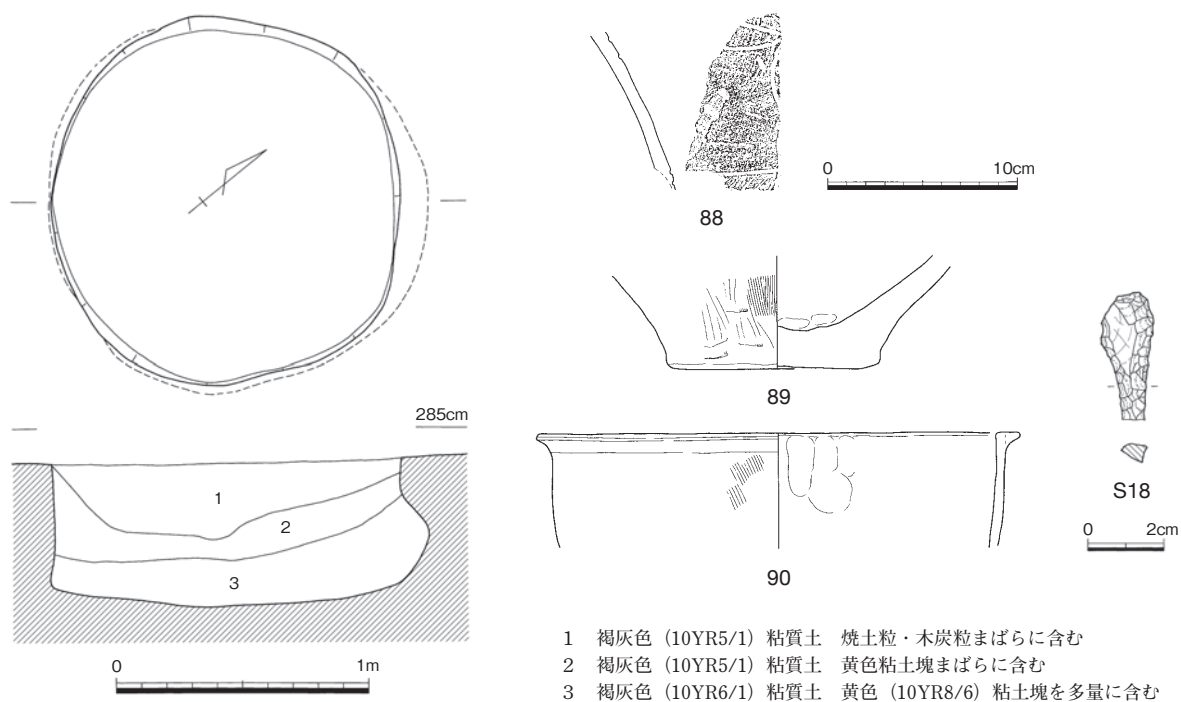 285cm
1
2
3
0 1m
88
0 10cm
89
90
S18
0 2cm
1 褐灰色（10YR5/1）粘質土 焼土粒・木炭粒まばらに含む
2 褐灰色（10YR5/1）粘質土 黄色粘土塊まばらに含む
3 褐灰色（10YR6/1）粘質土 黄色（10YR8/6）粘土塊を多量に含む